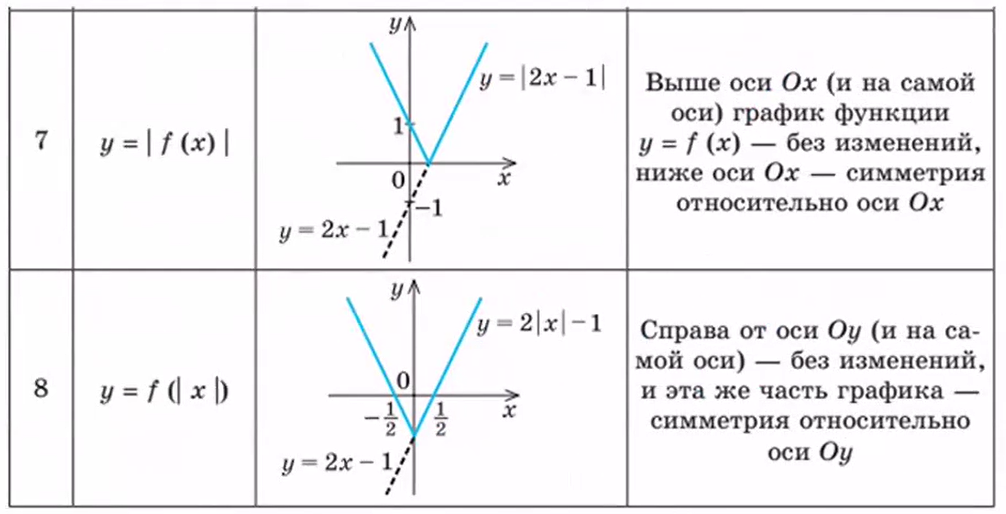 7
y = | f (x) |
y
y = |2x − 1|
1
0
x
−1
y = 2x − 1
Выше оси Ox (и на самой
оси) график функции
y = f (x) — без изменений,
ниже оси Ox — симметрия
относительно оси Ox
8
y = f (| x |)
y
y = 2|x| − 1
0
x
−1/2
1/2
y = 2x − 1
Справа от оси Oy (и на са-
мой оси) — без изменений,
и эта же часть графика —
симметрия относительно
оси Oy